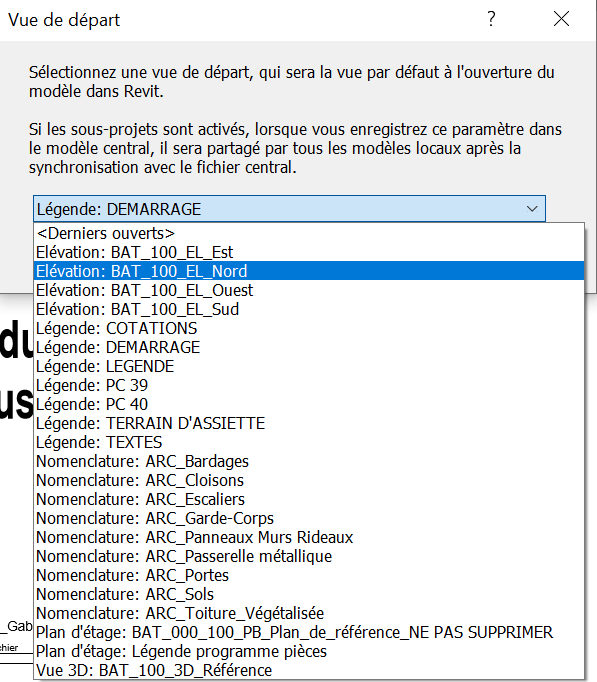 Vue de départ
?
Sélectionnez une vue de départ, qui sera la vue par défaut à l'ouverture du
modèle dans Revit.
Si les sous-projets sont activés, lorsque vous enregistrez ce paramètre dans
le modèle central, il sera partagé par tous les modèles locaux après la
synchronisation avec le fichier central.
Légende: DEMARRAGE
<Derniers ouverts>
Elévation: BAT_100_EL_Est
Elévation: BAT_100_EL_Nord
Elévation: BAT_100_EL_Ouest
Elévation: BAT_100_EL_Sud
Légende: COTATIONS
Légende: DEMARRAGE
Légende: LEGENDE
Légende: PC 39
Légende: PC 40
Légende: TERRAIN D'ASSIETTE
Légende: TEXTES
Nomenclature: ARC_Bardages
Nomenclature: ARC_Cloisons
Nomenclature: ARC_Escaliers
Nomenclature: ARC_Garde-Corps
Nomenclature: ARC_Panneaux Murs Rideaux
Nomenclature: ARC_Passerelle métallique
Nomenclature: ARC_Portes
Nomenclature: ARC_Sols
Nomenclature: ARC_Toiture_Végétalisée
Plan d'étage: BAT_000_100_PB_Plan_de_référence_NE PAS SUPPRIMER
Plan d'étage: Légende programme pièces
Vue 3D: BAT_100_3D_Référence
du
us
_Gab
chier